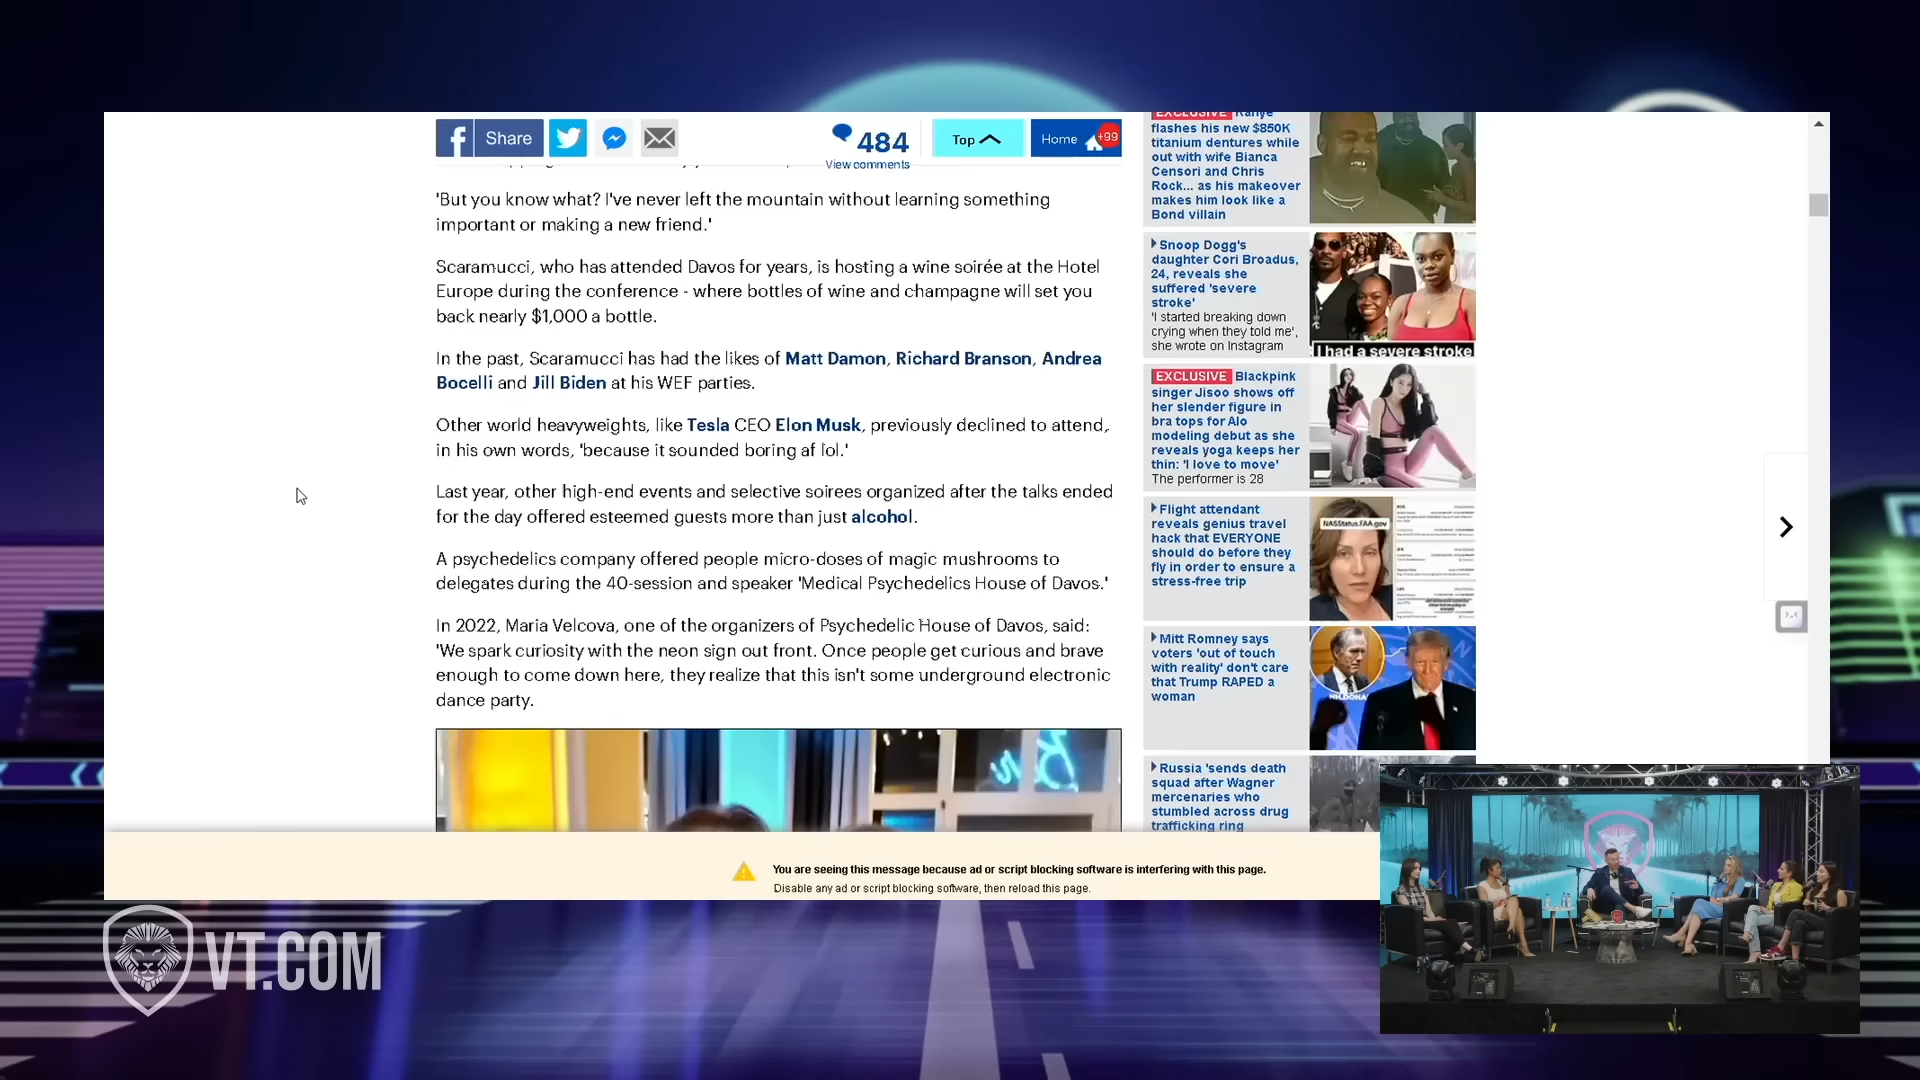 Share
484
View comments
Top
Home
+99
'But you know what? I've never left the mountain without learning something
important or making a new friend.'
Scaramucci, who has attended Davos for years, is hosting a wine soirée at the Hotel
Europe during the conference - where bottles of wine and champagne will set you
back nearly $1,000 a bottle.
In the past, Scaramucci has had the likes of Matt Damon, Richard Branson, Andrea
Bocelli and Jill Biden at his WEF parties.
Other world heavyweights, like Tesla CEO Elon Musk, previously declined to attend,
in his own words, 'because it sounded boring af lol.'
Last year, other high-end events and selective soirees organized after the talks ended
for the day offered esteemed guests more than just alcohol.
A psychedelics company offered people micro-doses of magic mushrooms to
delegates during the 40-session and speaker 'Medical Psychedelics House of Davos.'
In 2022, Maria Velcova, one of the organizers of Psychedelic House of Davos, said:
'We spark curiosity with the neon sign out front. Once people get curious and brave
enough to come down here, they realize that this isn't some underground electronic
dance party.
EXCLUSIVE Kanye
flashes his new $850K
titanium dentures while
out with wife Bianca
Censori and Chris
Rock... as his makeover
makes him look like a
Bond villain
Snoop Dogg's
daughter Cori Broadus,
24, reveals she
suffered 'severe
stroke'
'I started breaking down
crying when they told me',
she wrote on Instagram
I had a severe stroke
EXCLUSIVE Blackpink
singer Jisoo shows off
her slender figure in
bra tops for Alo
modeling debut as she
reveals yoga keeps her
thin: 'I love to move'
The performer is 28
Flight attendant
reveals genius travel
hack that EVERYONE
should do before they
fly in order to ensure a
stress-free trip
NASStatus.FAA.gov
Mitt Romney says
voters 'out of touch
with reality' don't care
that Trump RAPED a
woman
Russia 'sends death
squad after Wagner
mercenaries who
stumbled across drug
trafficking ring
You are seeing this message because ad or script blocking software is interfering with this page.
Disable any ad or script blocking software, then reload this page.
VT.COM